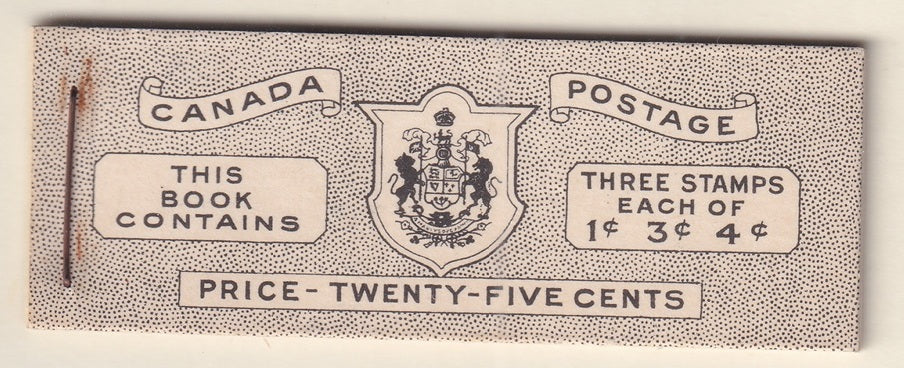 CANADA
POSTAGE
THIS
BOOK
CONTAINS
THREE STAMPS
EACH OF
1¢ 3¢ 4¢
PRICE - TWENTY-FIVE CENTS